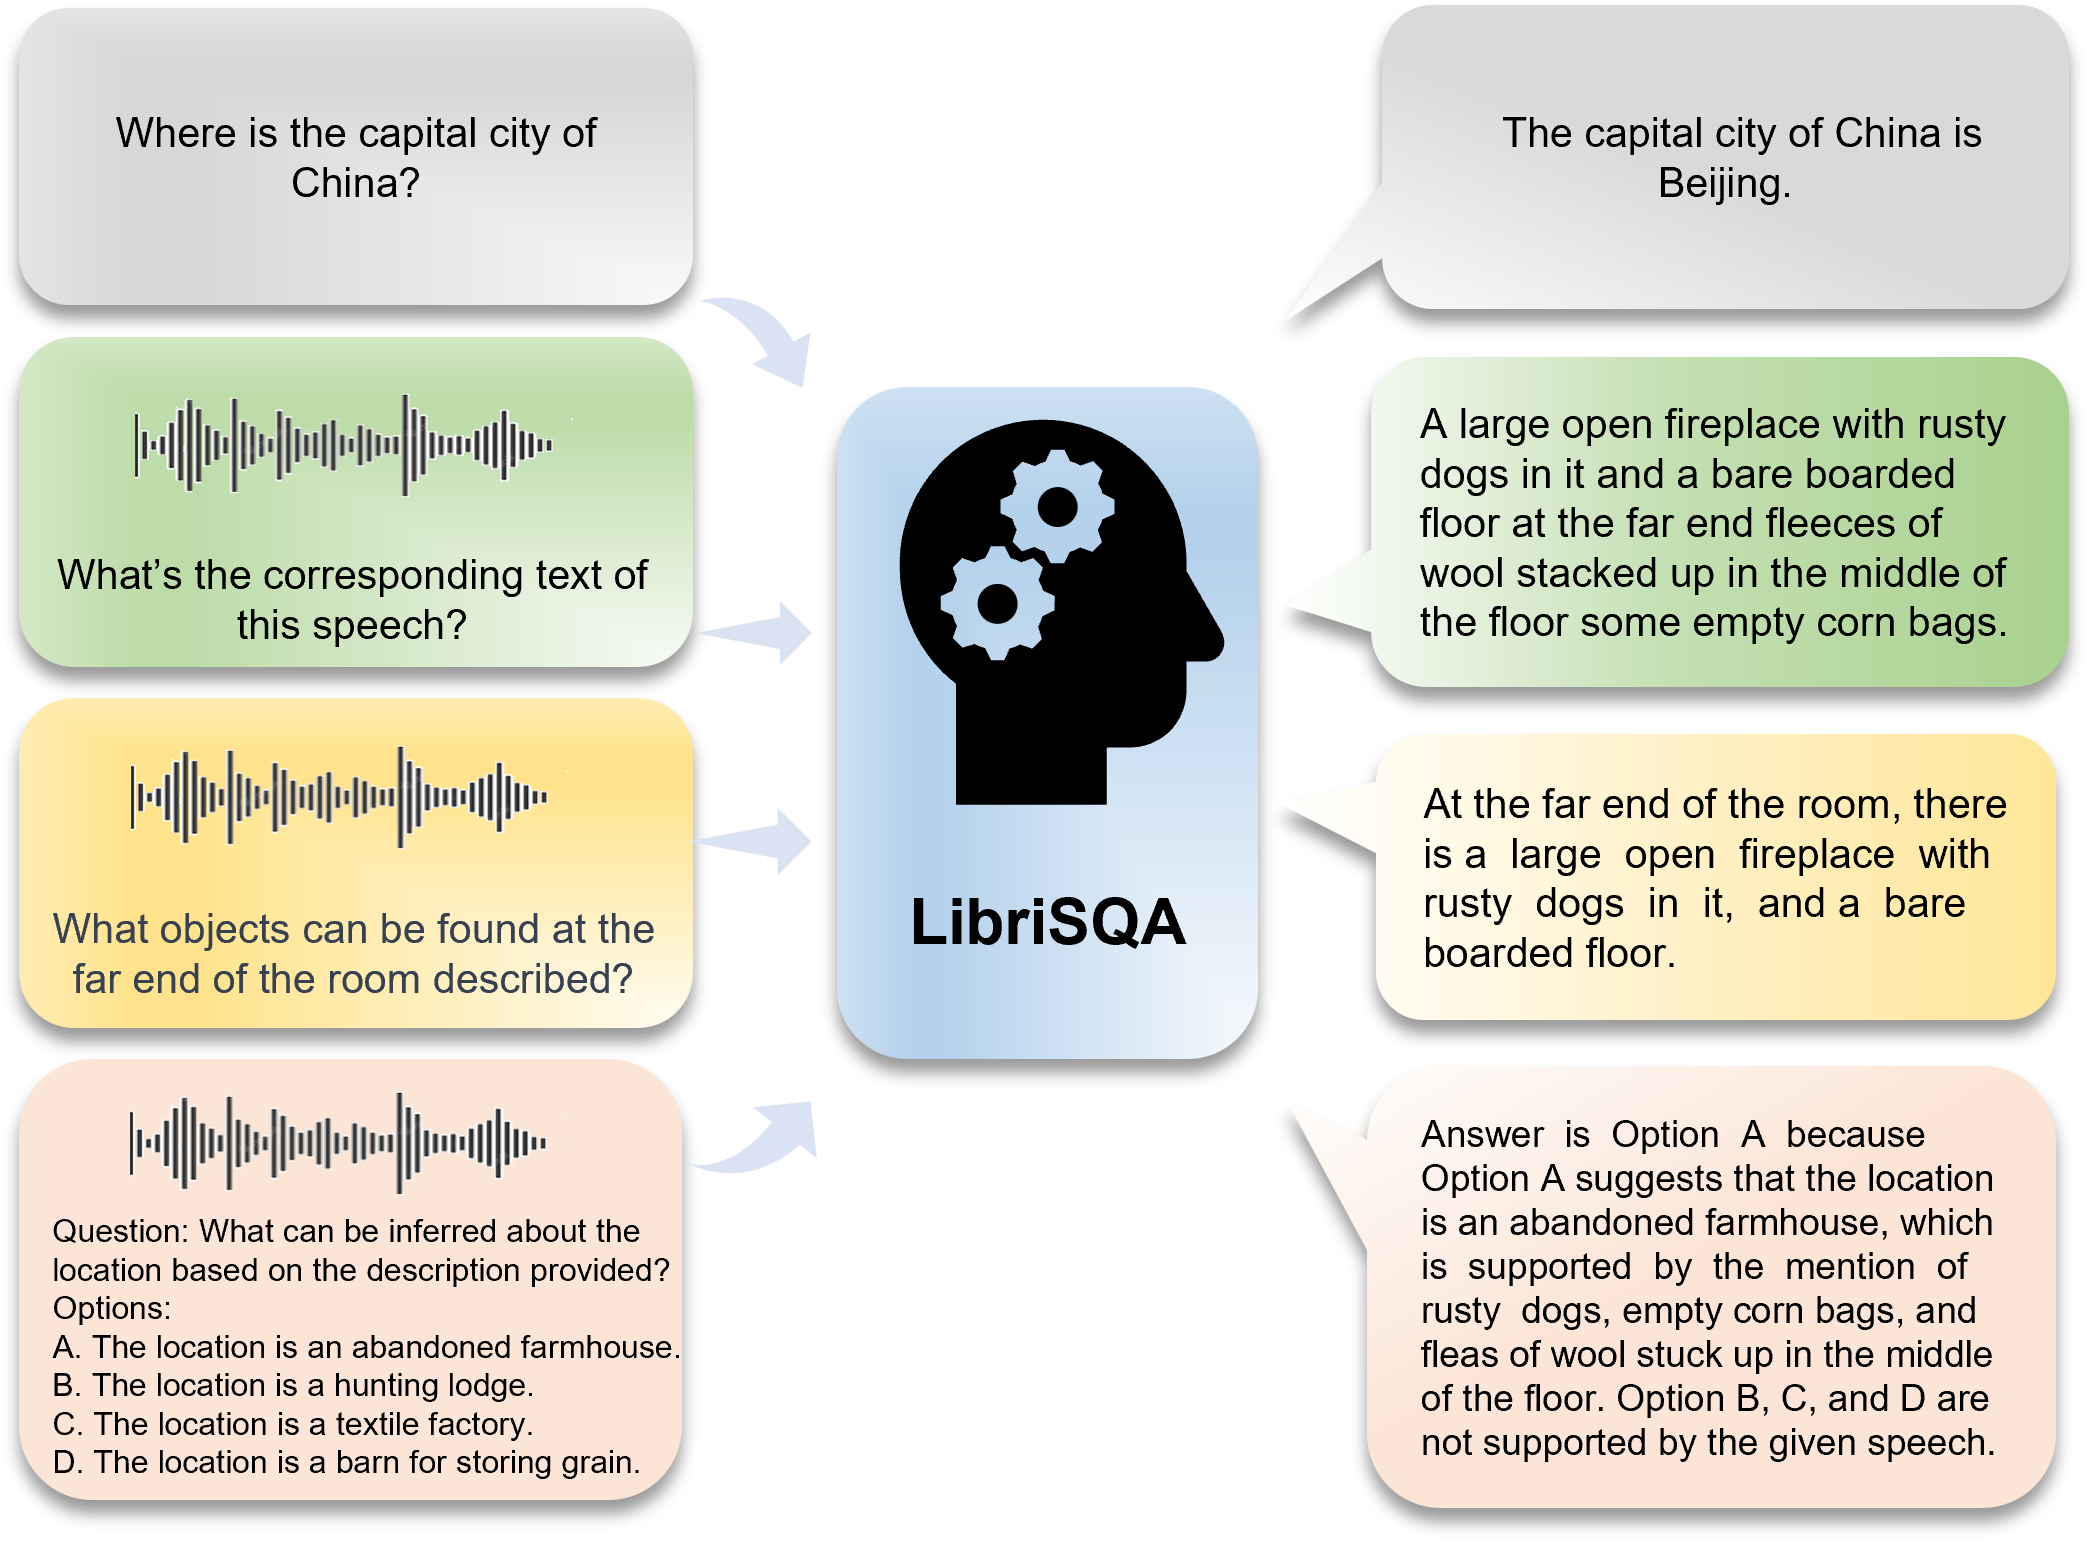 Where is the capital city of
China?
What’s the corresponding text of
this speech?
What objects can be found at the
far end of the room described?
Question: What can be inferred about the
location based on the description provided?
Options:
A. The location is an abandoned farmhouse.
B. The location is a hunting lodge.
C. The location is a textile factory.
D. The location is a barn for storing grain.
LibriSQA
The capital city of China is
Beijing.
A large open fireplace with rusty
dogs in it and a bare boarded
floor at the far end fleeces of
wool stacked up in the middle of
the floor some empty corn bags.
At the far end of the room, there
is a large open fireplace with
rusty dogs in it, and a bare
boarded floor.
Answer is Option A because
Option A suggests that the location
is an abandoned farmhouse, which
is supported by the mention of
rusty dogs, empty corn bags, and
fleas of wool stuck up in the middle
of the floor. Option B, C, and D are
not supported by the given speech.